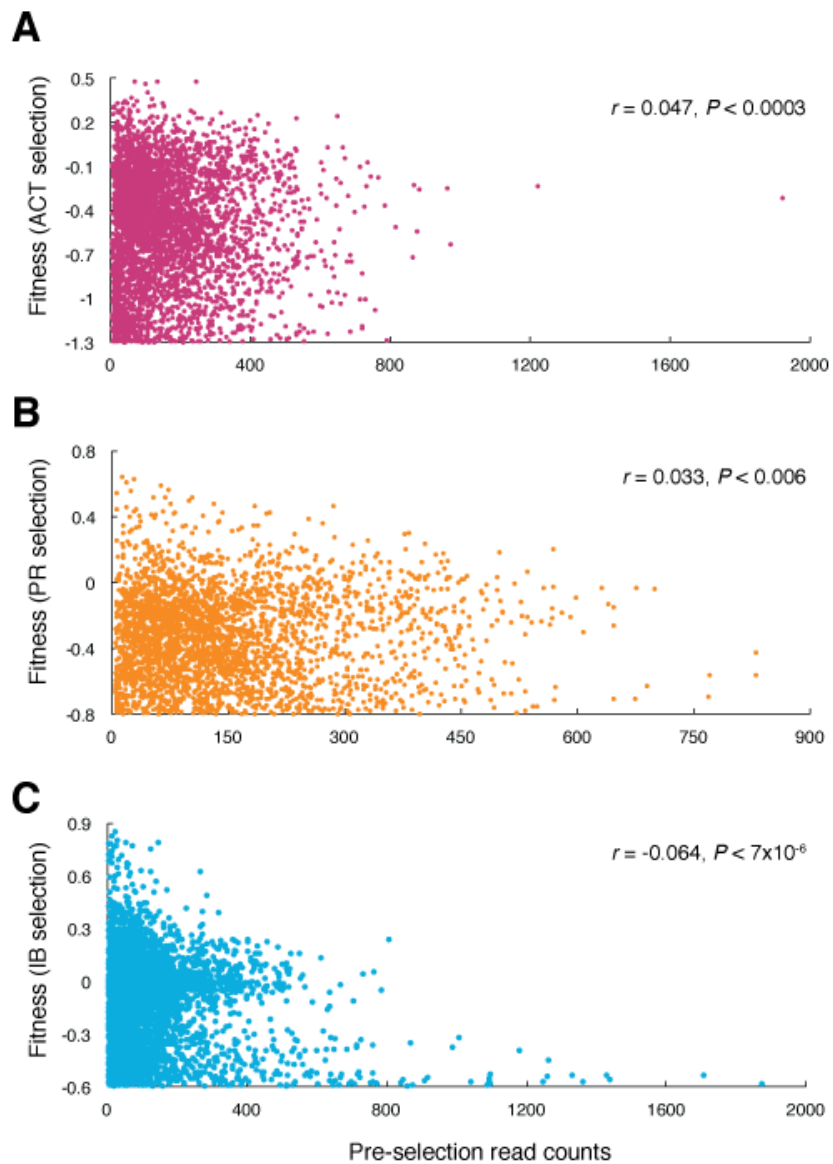 A
Fitness (ACT selection)
r = 0.047, P < 0.0003
0.5
0.2
-0.1
-0.4
-0.7
-1
-1.3
0 400 800 1200 1600 2000
B
Fitness (PR selection)
r = 0.033, P < 0.006
0.8
0.4
0
-0.4
-0.8
0 150 300 450 600 750 900
C
Fitness (IB selection)
r = -0.064, P < 7x10⁻⁶
0.9
0.6
0.3
0
-0.3
-0.6
0 400 800 1200 1600 2000
Pre-selection read counts